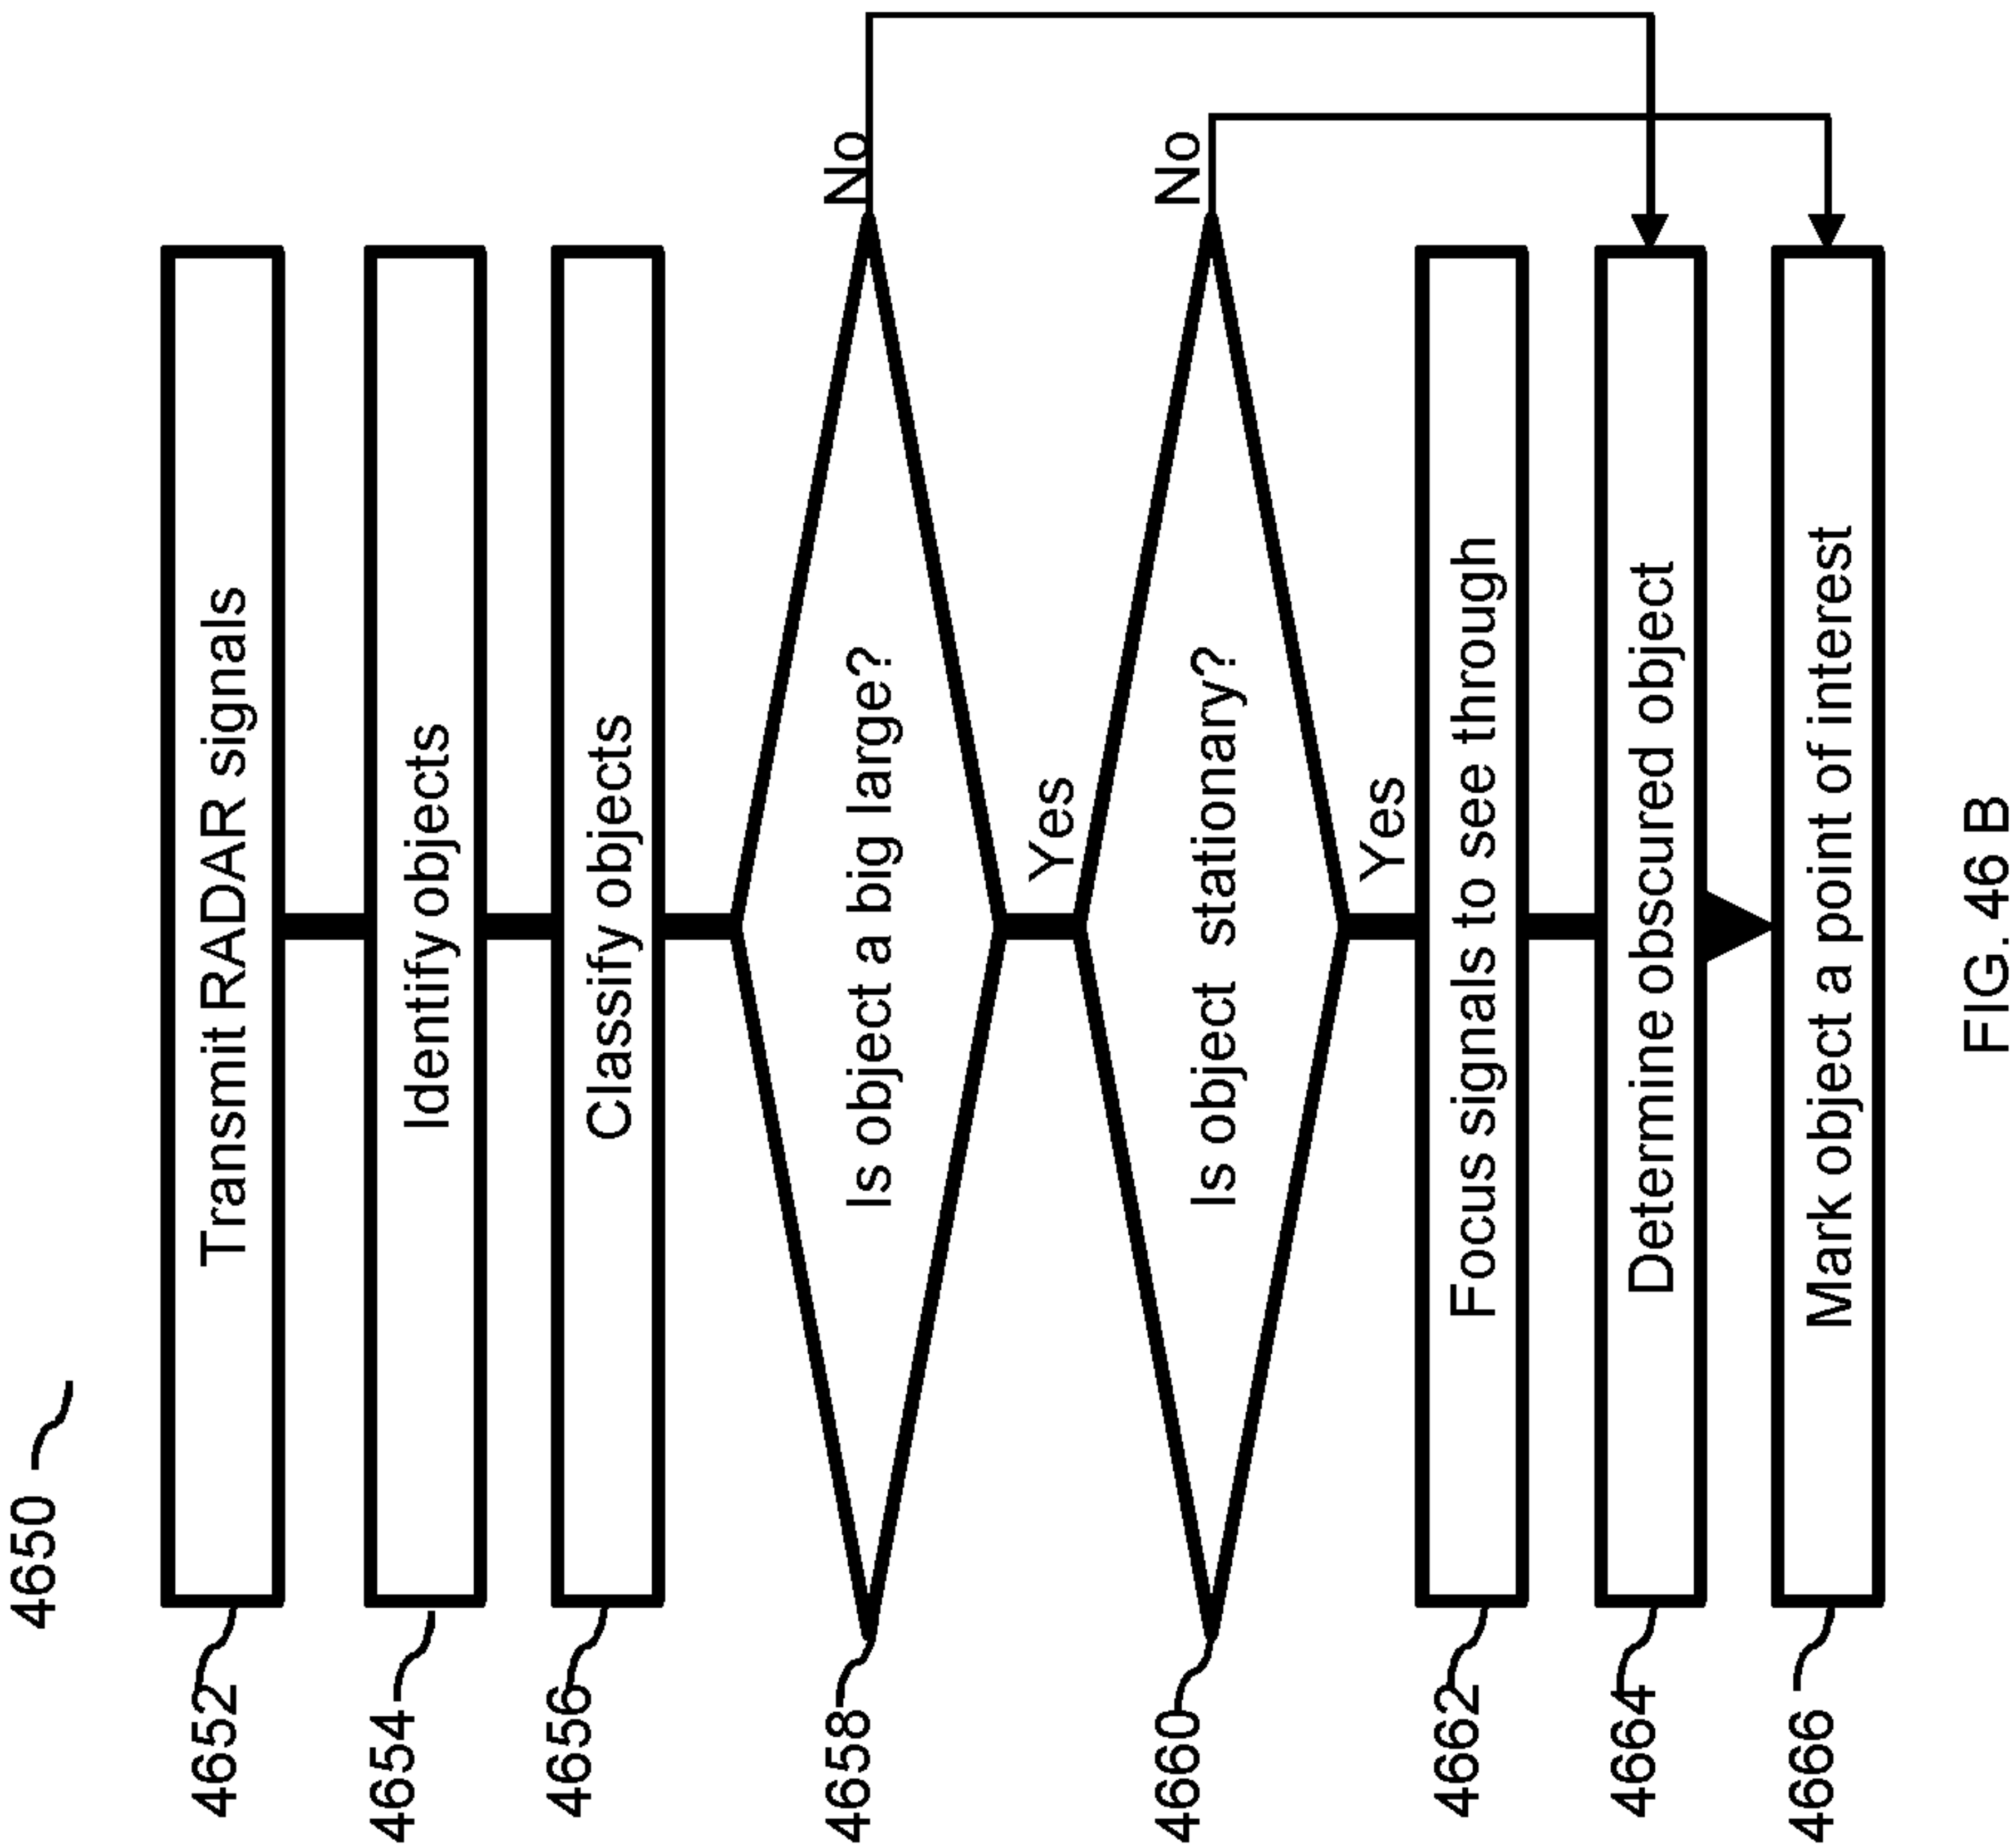 4650
4652
Transmit RADAR signals
4654
Identify objects
4656
Classify objects
4658
Is object a big large?
No
Yes
4660
Is object stationary?
No
Yes
4662
Focus signals to see through
4664
Determine obscured object
4666
Mark object a point of interest
FIG. 46 B